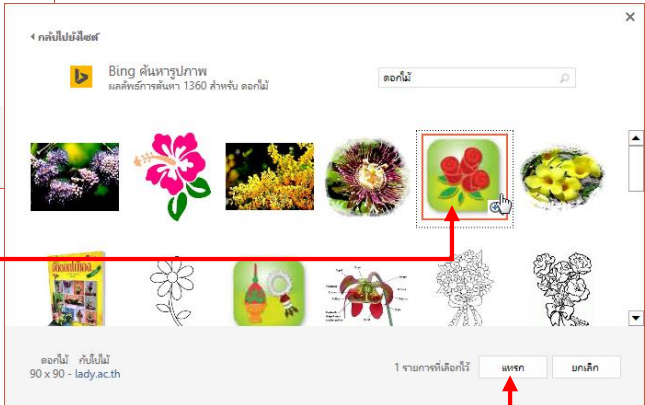 กลับไปยังไซต์
Bing ค้นหารูปภาพ
ผลลัพธ์การค้นหา 1360 สำหรับ ดอกไม้
ดอกไม้
ดอกไม้ กับใบไม้
90 x 90 - lady.ac.th
1 รายการที่เลือกไว้
แทรก
ยกเลิก